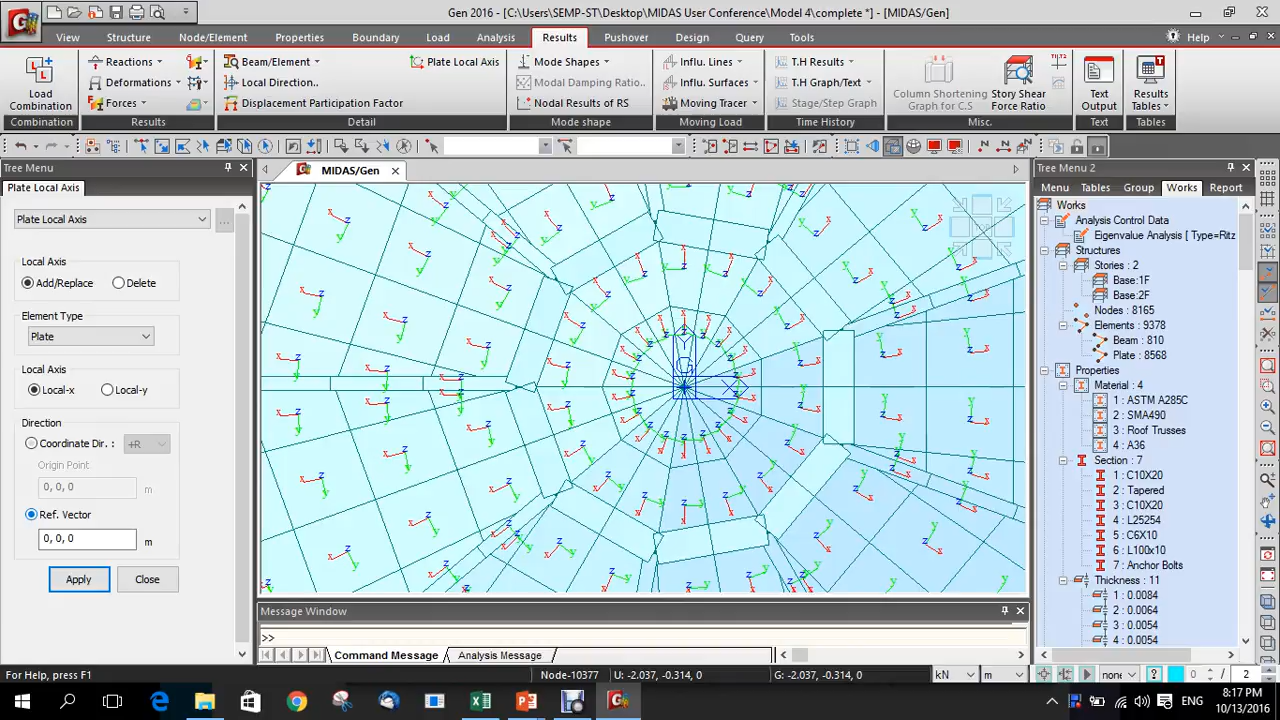 Gen 2016 - [C:\Users\SEMP-ST\Desktop\MIDAS User Conference\Model 4\complete *] - [MIDAS/Gen]
View Structure Node/Element Properties Boundary Load Analysis Results Pushover Design Query Tools Help
Load Combination
Combination
Reactions
Deformations
Forces
Results
Beam/Element
Plate Local Axis
Local Direction..
Displacement Participation Factor
Detail
Mode Shapes
Modal Damping Ratio..
Nodal Results of RS
Mode shape
Influ. Lines
Influ. Surfaces
Moving Tracer
Moving Load
T.H Results
T.H Graph/Text
Stage/Step Graph
Time History
Column Shortening Graph for C.S
Story Shear Force Ratio
Misc.
Text Output
Text
Results Tables
Tables
Tree Menu
Plate Local Axis
Plate Local Axis
Local Axis
Add/Replace Delete
Element Type
Plate
Local Axis
Local-x Local-y
Direction
Coordinate Dir. : +R
Origin Point
0, 0, 0 m
Ref. Vector
0, 0, 0 m
Apply Close
MIDAS/Gen
Message Window
>>
Command Message Analysis Message
Tree Menu 2
Menu Tables Group Works Report
Works
Analysis Control Data
Eigenvalue Analysis [ Type=Ritz
Structures
Stories : 2
Base:1F
Base:2F
Nodes : 8165
Elements : 9378
Beam : 810
Plate : 8568
Properties
Material : 4
1 : ASTM A285C
2 : SMA490
3 : Roof Trusses
4 : A36
Section : 7
1 : C10X20
2 : Tapered
3 : C10X20
4 : L25254
5 : C6X10
6 : L100x10
7 : Anchor Bolts
Thickness : 11
1 : 0.0084
2 : 0.0064
3 : 0.0054
4 : 0.0054
For Help, press F1 Node-10377 U: -2.037, -0.314, 0 G: -2.037, -0.314, 0 kN m non 0 / 2
8:17 PM
10/13/2016